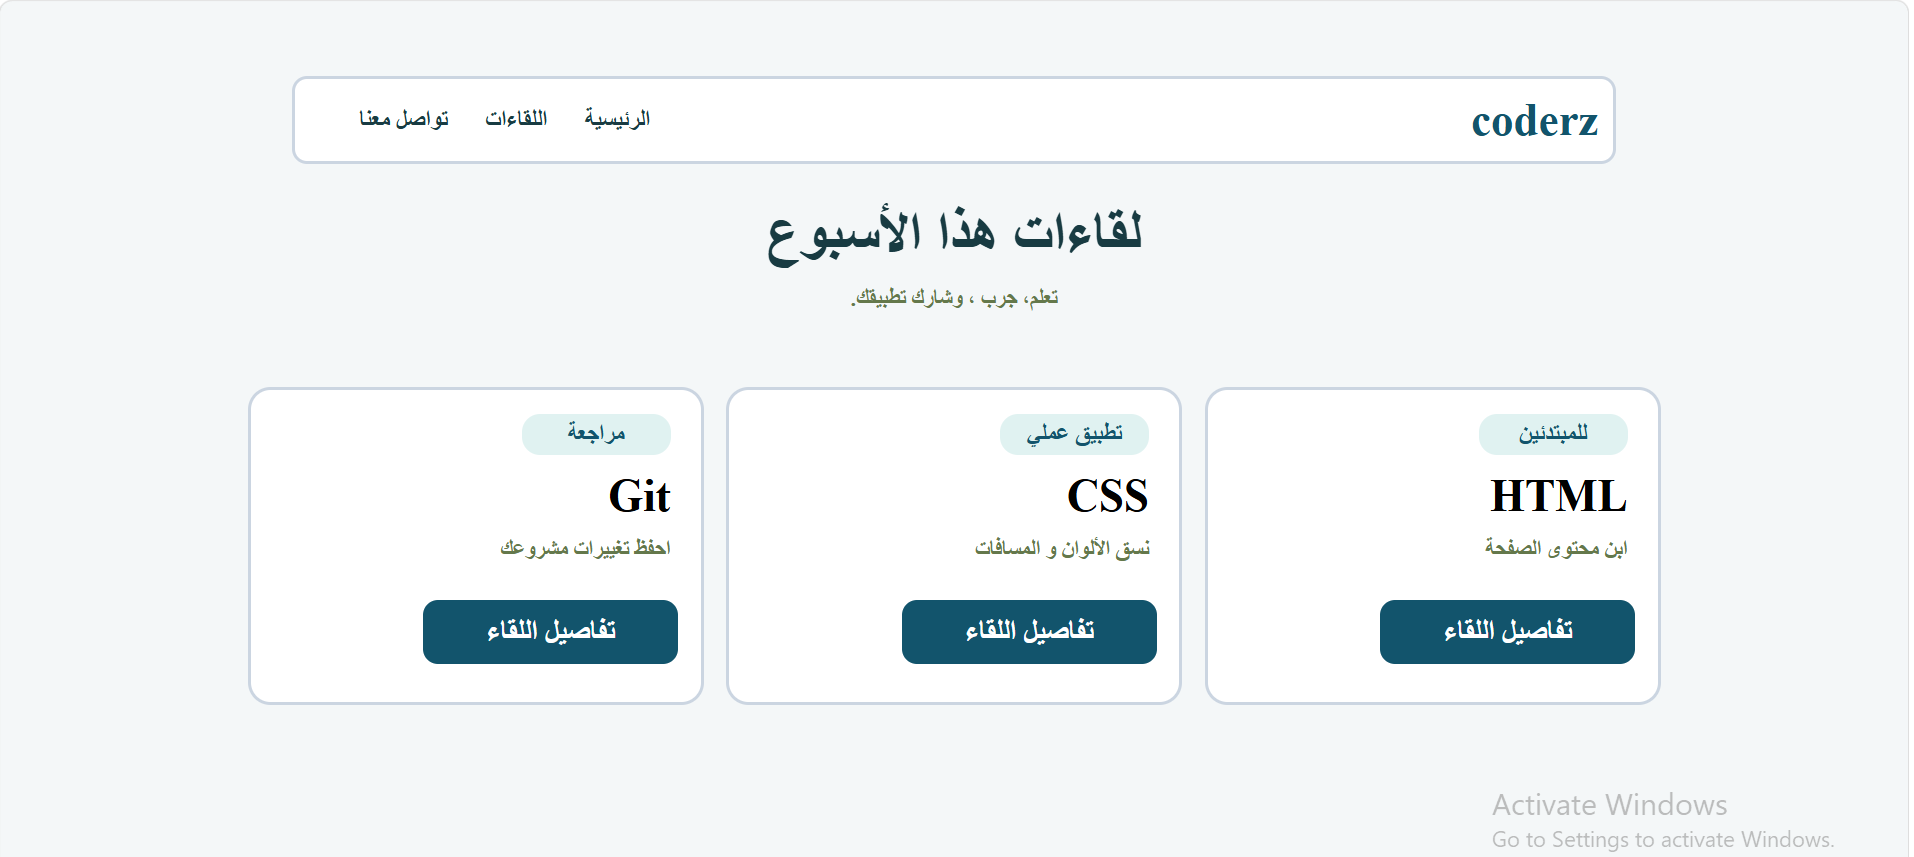 coderz
الرئيسية
اللقاءات
تواصل معنا
لقاءات هذا الأسبوع
تعلم، جرب ، وشارك تطبيقك.
للمبتدئين
HTML
ابن محتوى الصفحة
تفاصيل اللقاء
تطبيق عملي
CSS
نسق الألوان و المسافات
تفاصيل اللقاء
مراجعة
Git
احفظ تغييرات مشروعك
تفاصيل اللقاء
Activate Windows
Go to Settings to activate Windows.